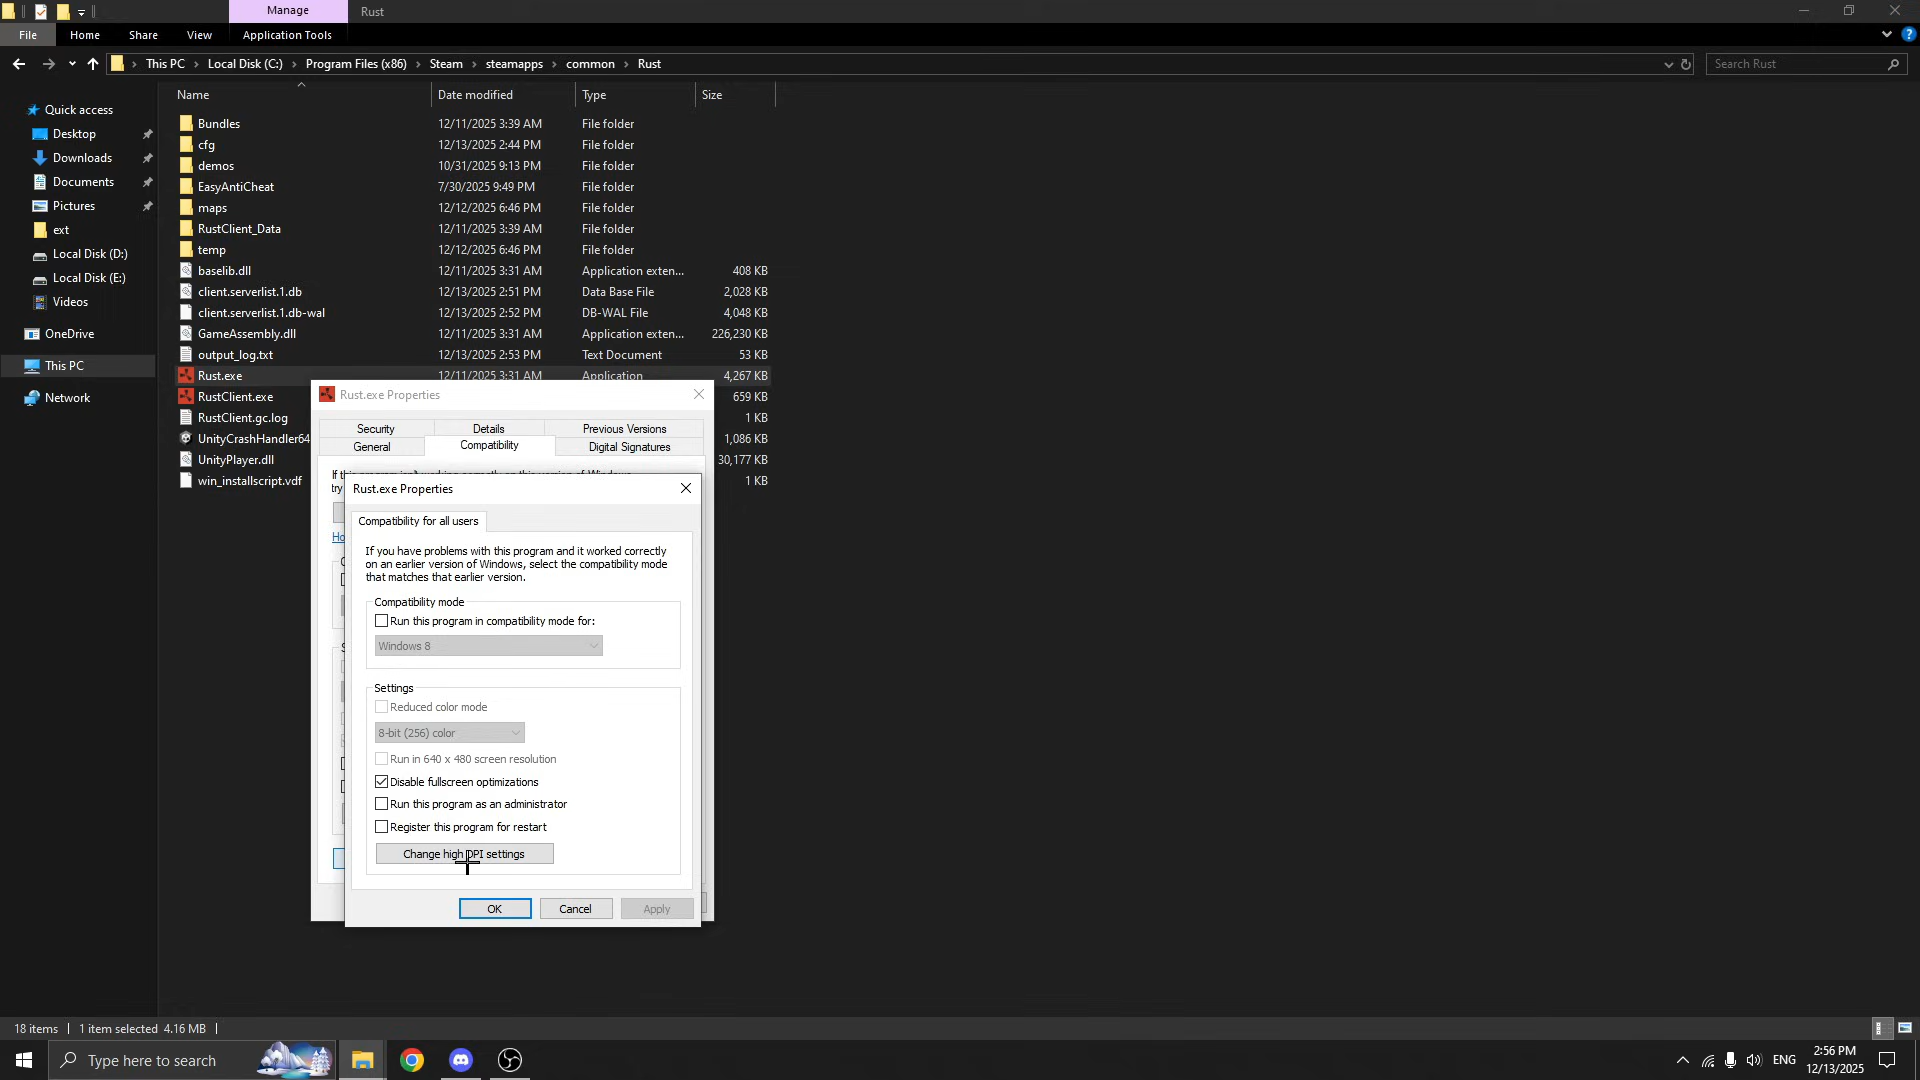 Manage
Rust
File
Home
Share
View
Application Tools
This PC
Local Disk (C:)
Program Files (x86)
Steam
steamapps
common
Rust
Search Rust
Name
Date modified
Type
Size
Quick access
Desktop
Downloads
Documents
Pictures
ext
Local Disk (D:)
Local Disk (E:)
Videos
OneDrive
This PC
Network
Bundles 12/11/2025 3:39 AM File folder
cfg 12/13/2025 2:44 PM File folder
demos 10/31/2025 9:13 PM File folder
EasyAntiCheat 7/30/2025 9:49 PM File folder
maps 12/12/2025 6:46 PM File folder
RustClient_Data 12/11/2025 3:39 AM File folder
temp 12/12/2025 6:46 PM File folder
baselib.dll 12/11/2025 3:31 AM Application exten... 408 KB
client.serverlist.1.db 12/13/2025 2:51 PM Data Base File 2,028 KB
client.serverlist.1.db-wal 12/13/2025 2:52 PM DB-WAL File 4,048 KB
GameAssembly.dll 12/11/2025 3:31 AM Application exten... 226,230 KB
output_log.txt 12/13/2025 2:53 PM Text Document 53 KB
Rust.exe 12/11/2025 3:31 AM Application 4,267 KB
RustClient.exe 659 KB
RustClient.gc.log 1 KB
UnityCrashHandler64 1,086 KB
UnityPlayer.dll 30,177 KB
win_installscript.vdf 1 KB
Rust.exe Properties
Security
Details
Previous Versions
General
Compatibility
Digital Signatures
try
Rust.exe Properties
Compatibility for all users
If you have problems with this program and it worked correctly
on an earlier version of Windows, select the compatibility mode
that matches that earlier version.
Compatibility mode
Run this program in compatibility mode for:
Windows 8
Settings
Reduced color mode
8-bit (256) color
Run in 640 x 480 screen resolution
Disable fullscreen optimizations
Run this program as an administrator
Register this program for restart
Change high DPI settings
OK
Cancel
Apply
18 items
1 item selected 4.16 MB
Type here to search
ENG
2:56 PM
12/13/2025